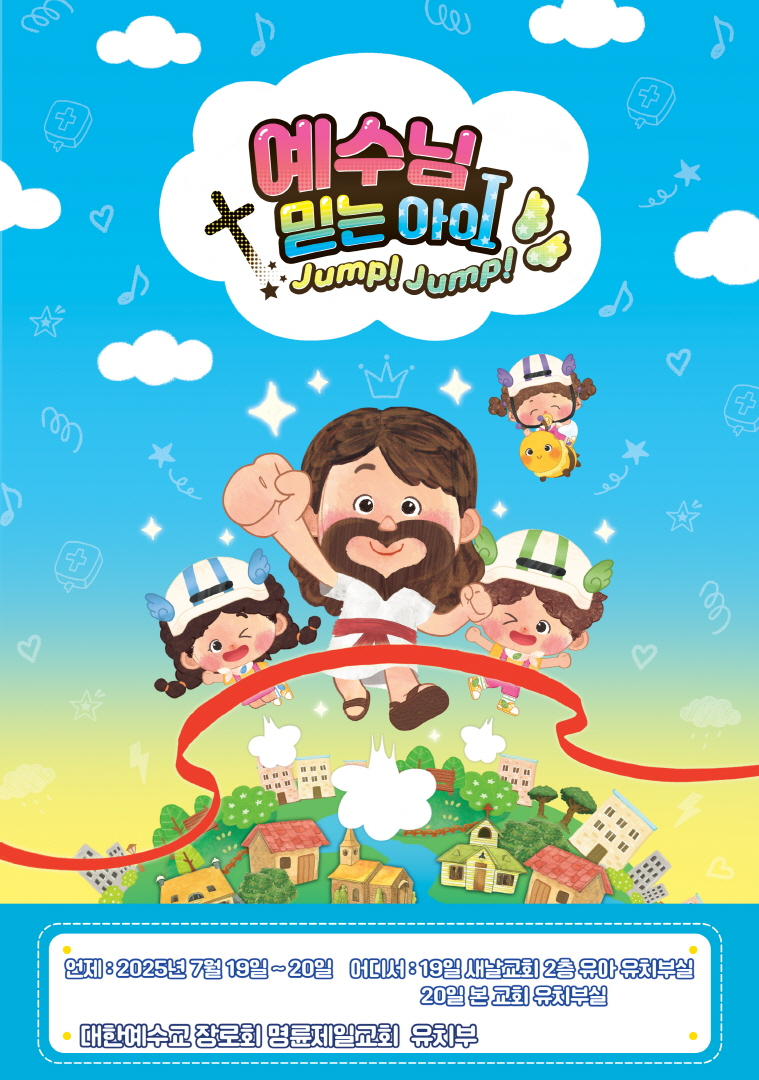 예수님
믿는 아이
Jump! Jump!
언제 : 2025년 7월 19일 ~ 20일 어디서 : 19일 새날교회 2층 유아 유치부실
20일 본 교회 유치부실
대한예수교 장로회 명륜제일교회 유치부